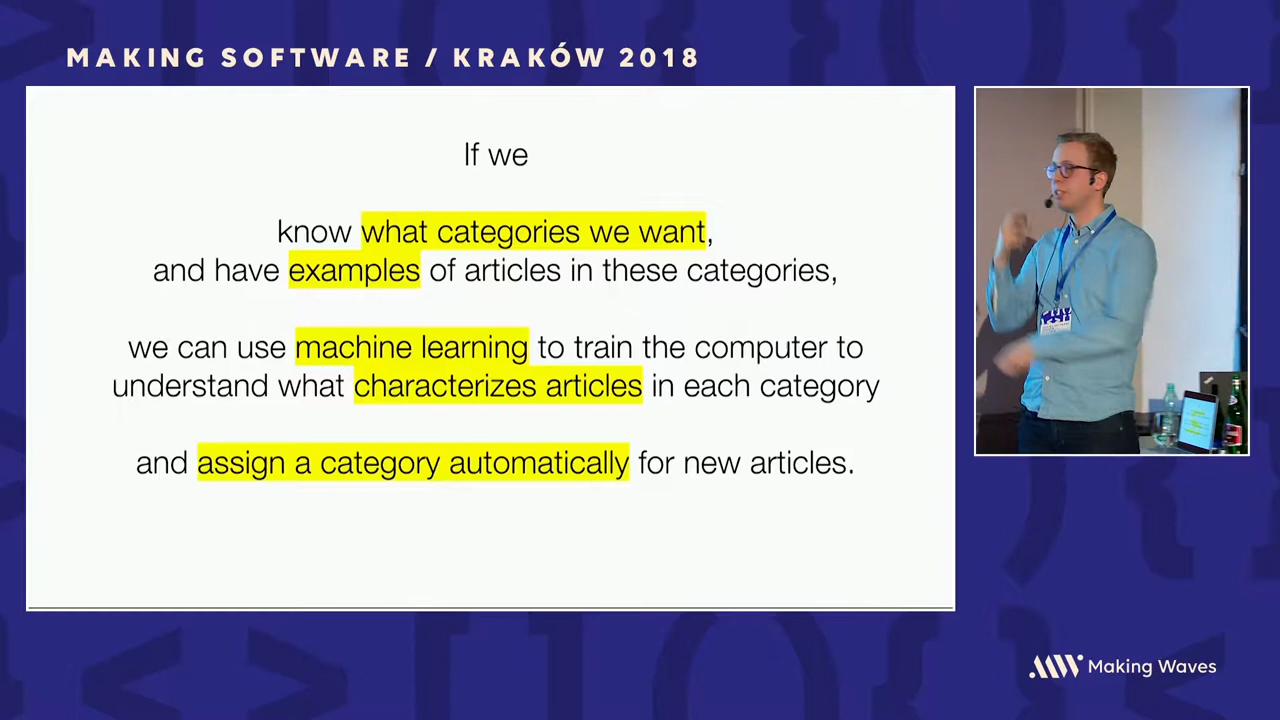 MAKING SOFTWARE / KRAKÓW 2018
If we
know what categories we want,
and have examples of articles in these categories,
we can use machine learning to train the computer to
understand what characterizes articles in each category
and assign a category automatically for new articles.
Making Waves